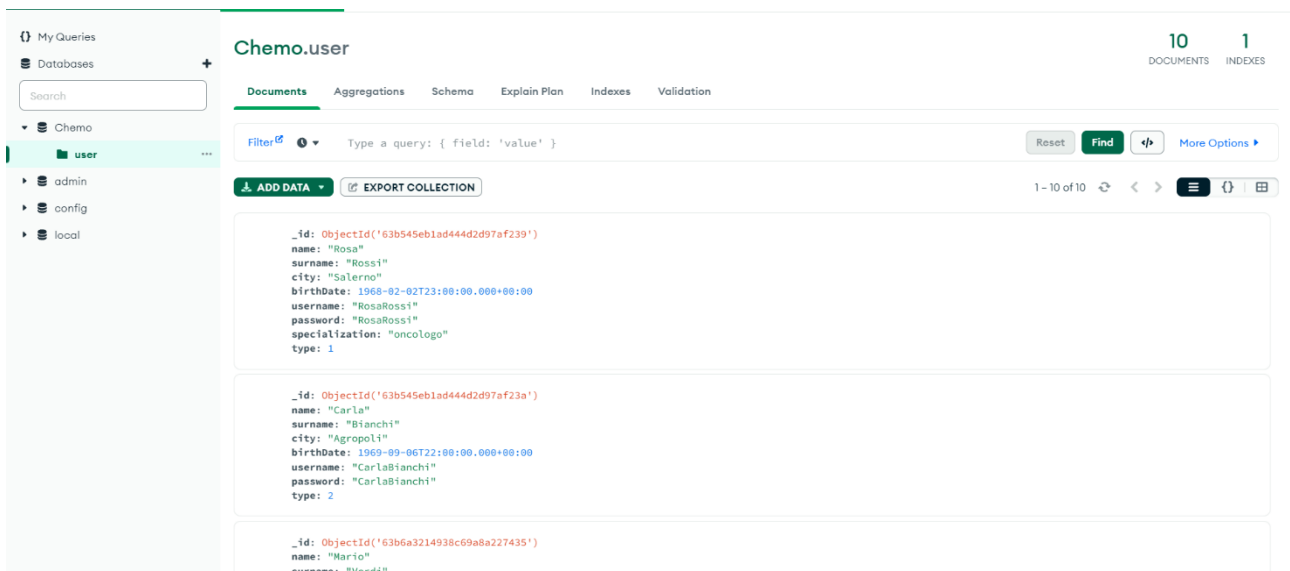 {} My Queries
Databases
Search
Chemo
user
admin
config
local
Chemo.user
10 DOCUMENTS
1 INDEXES
Documents Aggregations Schema Explain Plan Indexes Validation
Filter Type a query: { field: 'value' } Reset Find </> More Options
ADD DATA EXPORT COLLECTION 1 – 10 of 10 {}
_id: ObjectId('63b545eb1ad444d2d97af239')
name: "Rosa"
surname: "Rossi"
city: "Salerno"
birthDate: 1968-02-02T23:00:00.000+00:00
username: "RosaRossi"
password: "RosaRossi"
specialization: "oncologo"
type: 1
_id: ObjectId('63b545eb1ad444d2d97af23a')
name: "Carla"
surname: "Bianchi"
city: "Agropoli"
birthDate: 1969-09-06T22:00:00.000+00:00
username: "CarlaBianchi"
password: "CarlaBianchi"
type: 2
_id: ObjectId('63b6a3214938c69a8a227435')
name: "Mario"
surname: "Verdi"